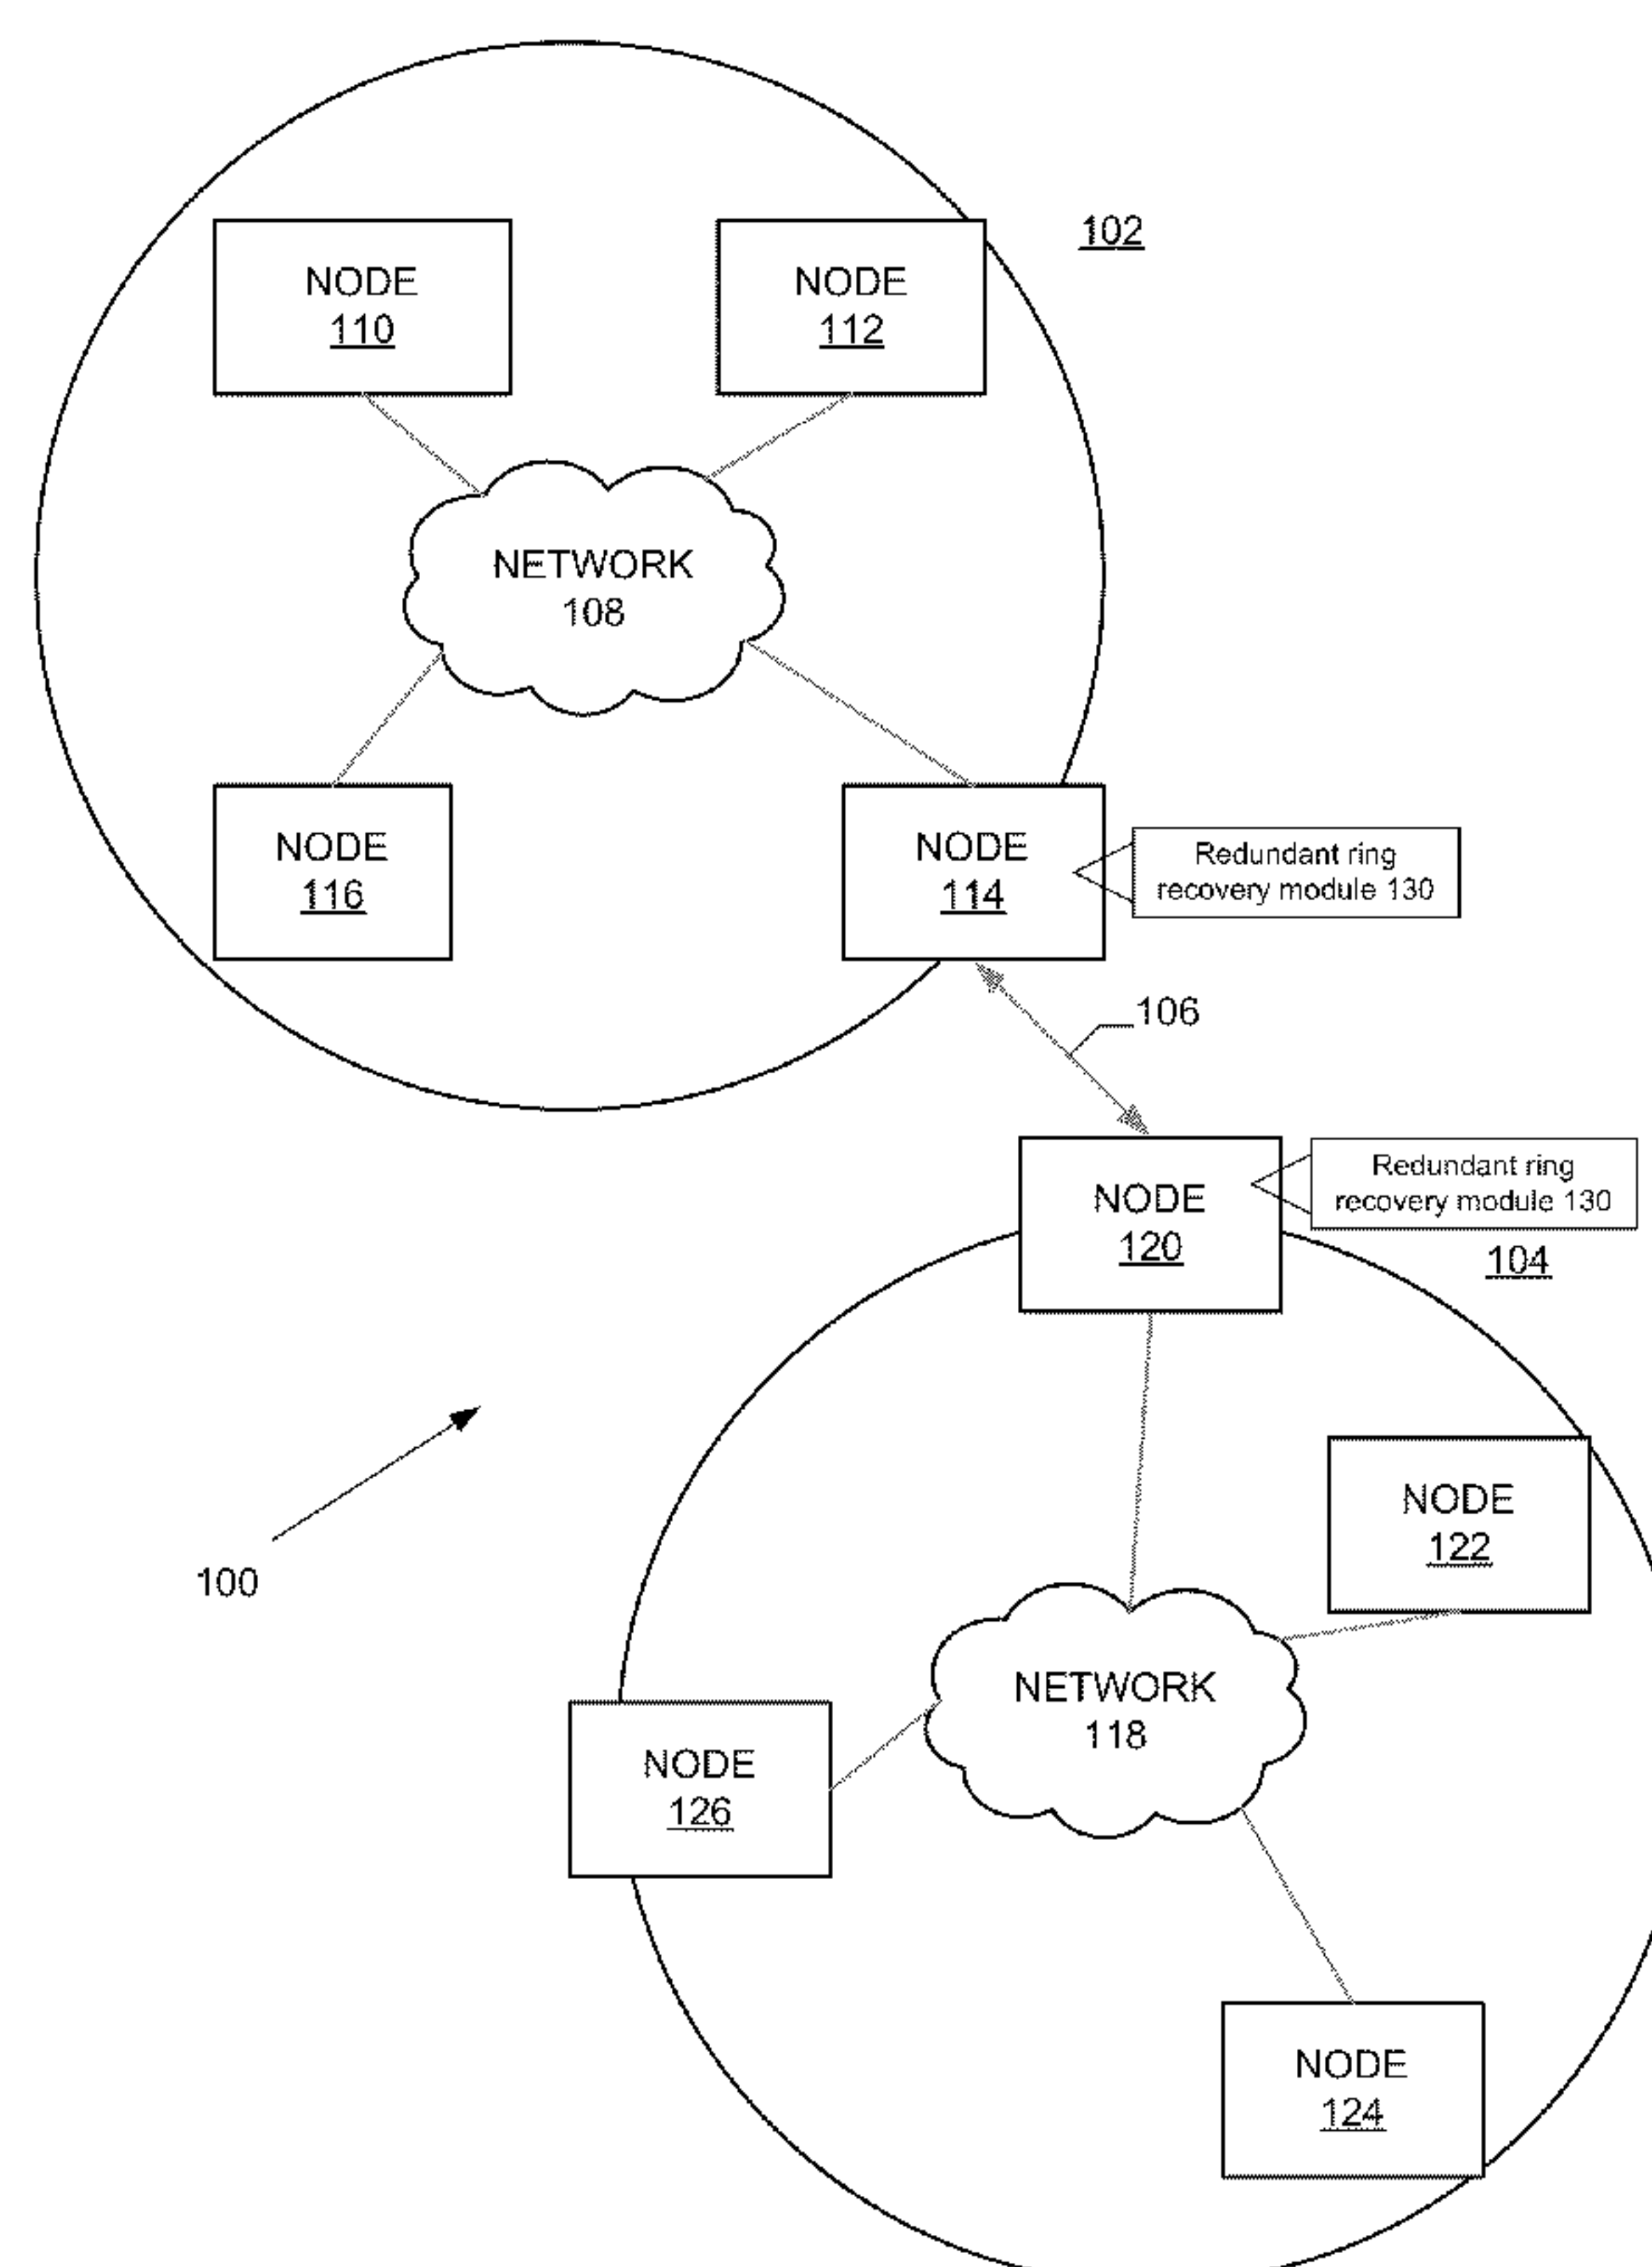 102
NODE
110
NODE
112
NETWORK
108
NODE
116
NODE
114
Redundant ring
recovery module 130
106
NODE
120
Redundant ring
recovery module 130
104
100
NODE
122
NETWORK
118
NODE
126
NODE
124